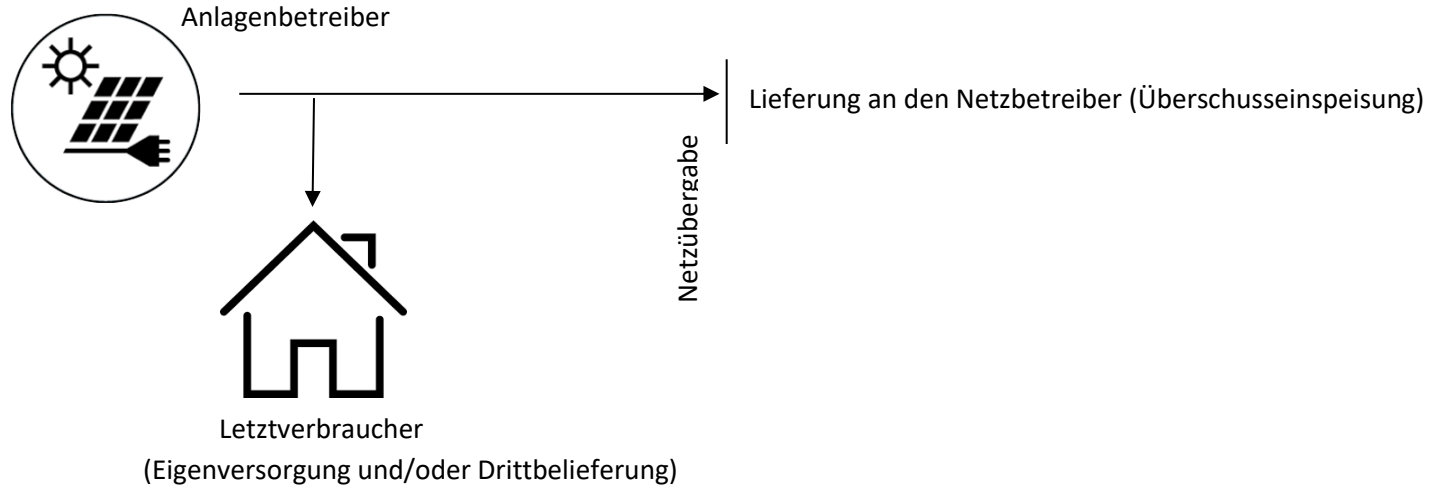 Anlagenbetreiber
Lieferung an den Netzbetreiber (Überschusseinspeisung)
Netzübergabe
Letztverbraucher
(Eigenversorgung und/oder Drittbelieferung)